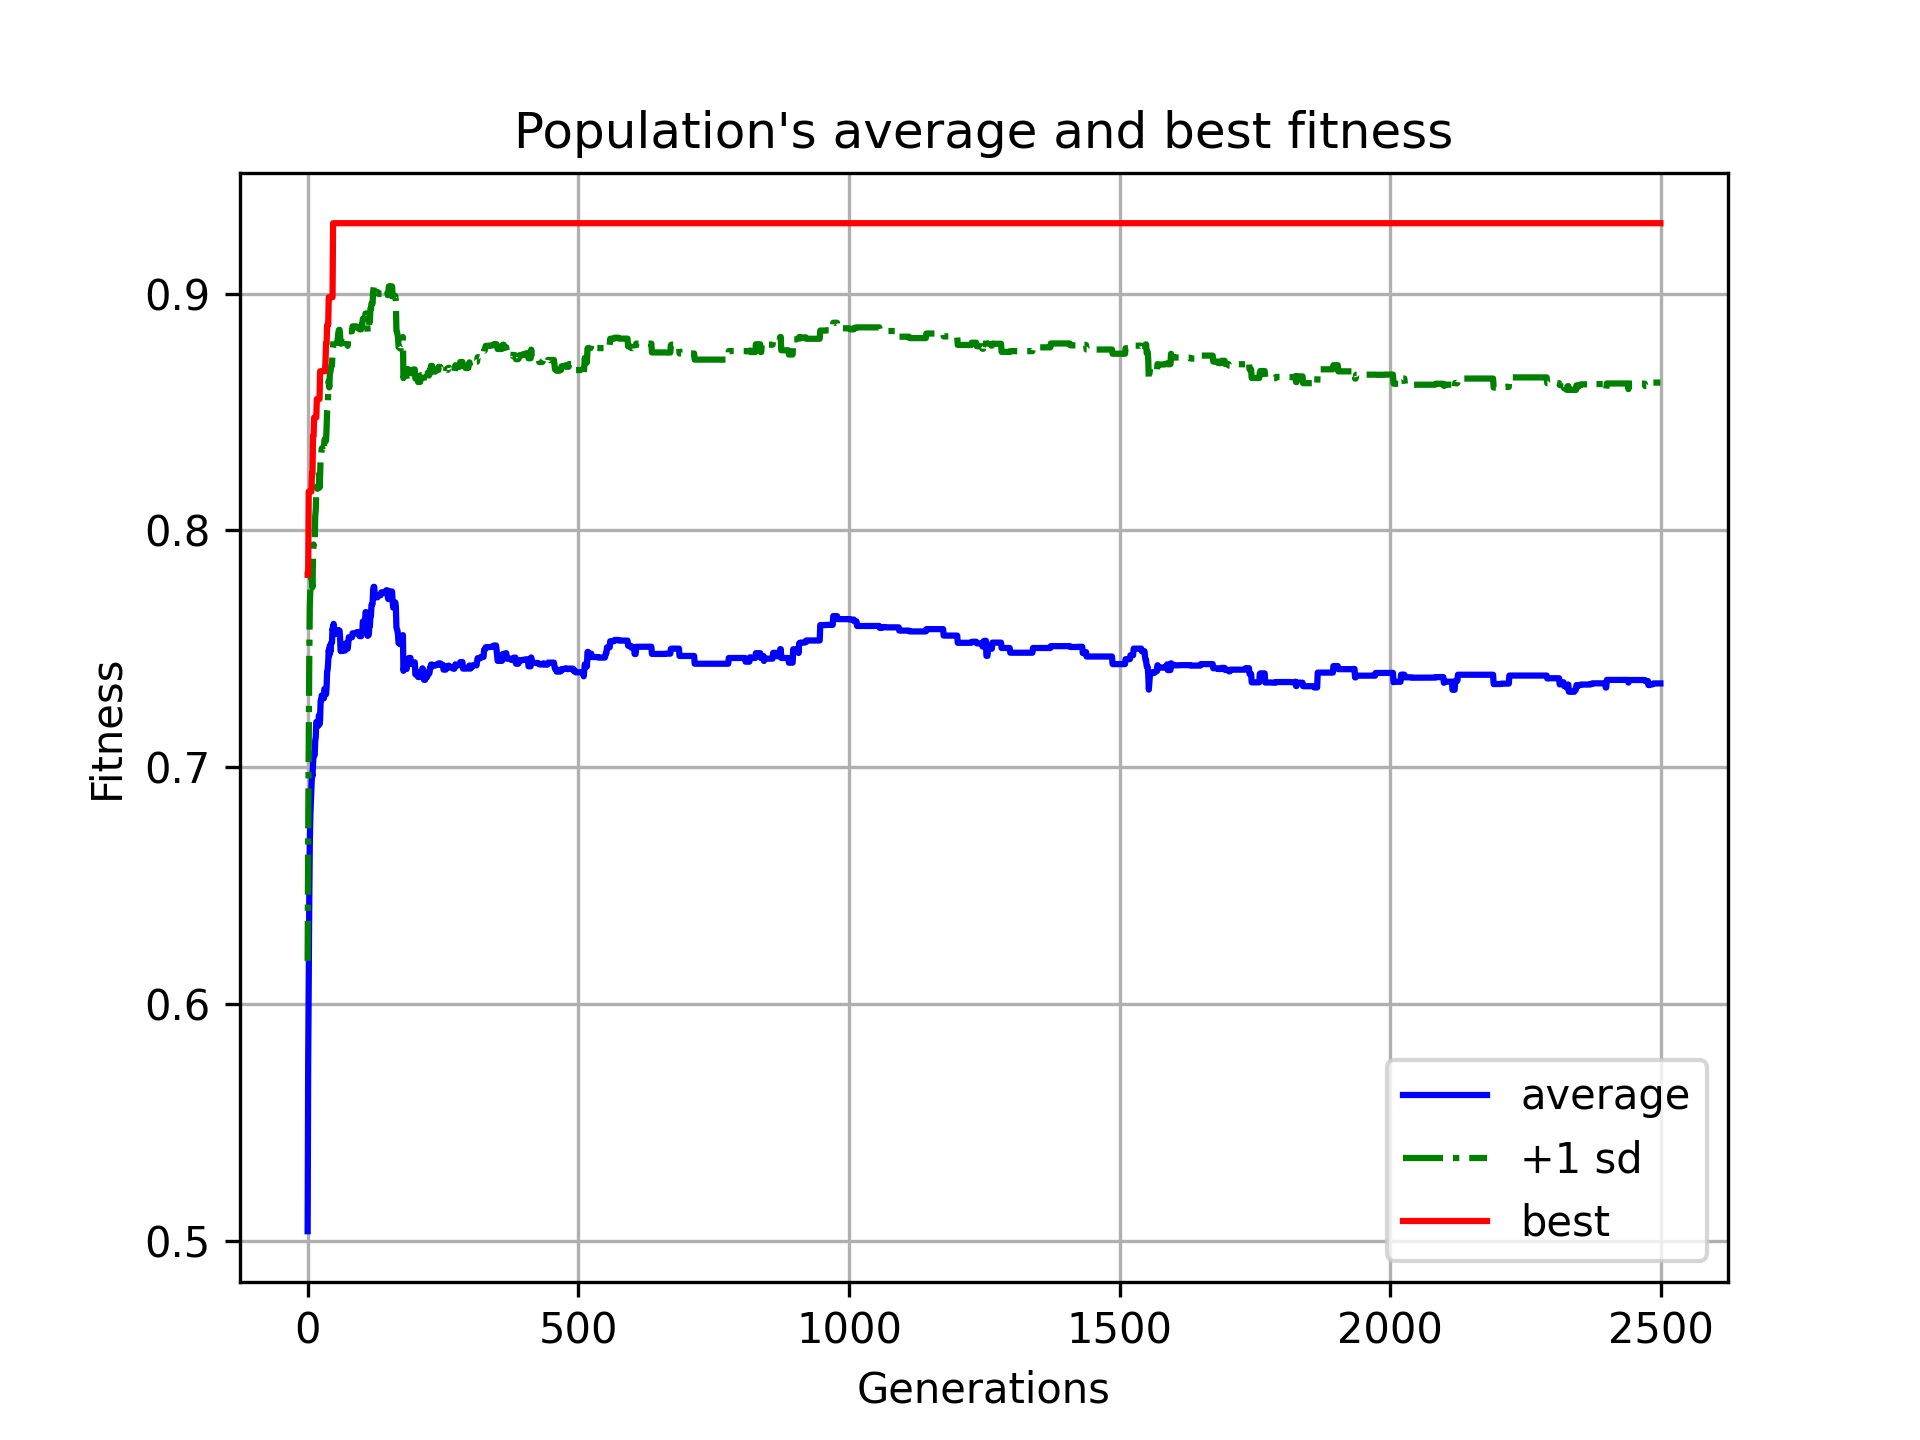 Population's average and best fitness
Fitness
0.9
0.8
0.7
0.6
0.5
average
+1 sd
best
0 500 1000 1500 2000 2500
Generations